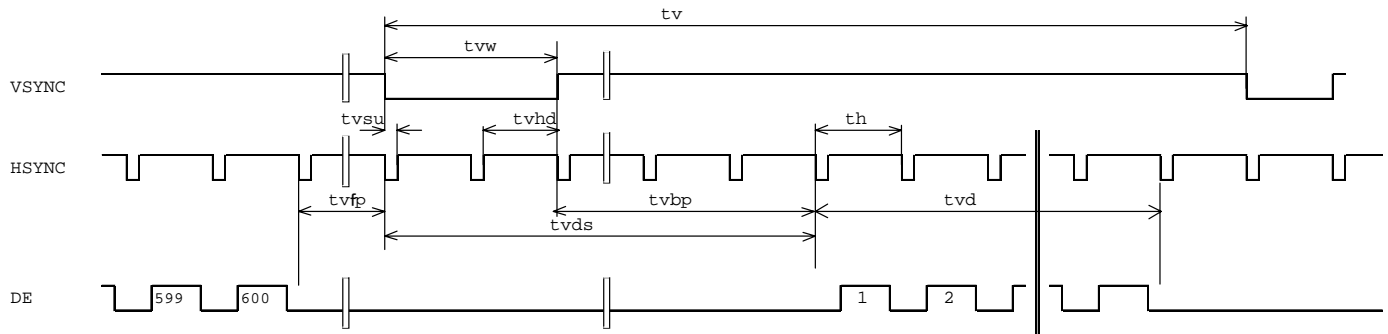 tv
tvw
VSYNC
tvsu
tvhd
th
HSYNC
tvfp
tvbp
tvd
tvds
DE
599
600
1
2